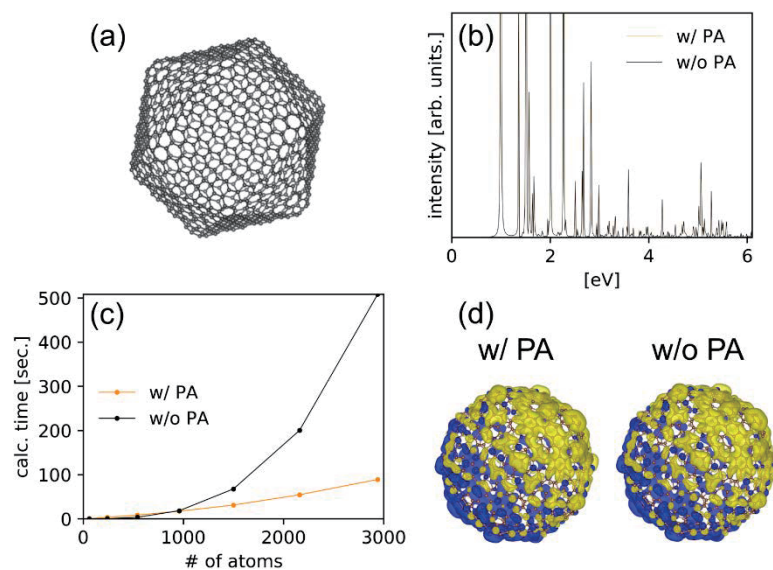 (a)
(b)
w/ PA
w/o PA
intensity [arb. units.]
0 2 4 6
[eV]
(c)
500
400
300
200
100
0
calc. time [sec.]
w/ PA
w/o PA
0 1000 2000 3000
# of atoms
(d)
w/ PA w/o PA